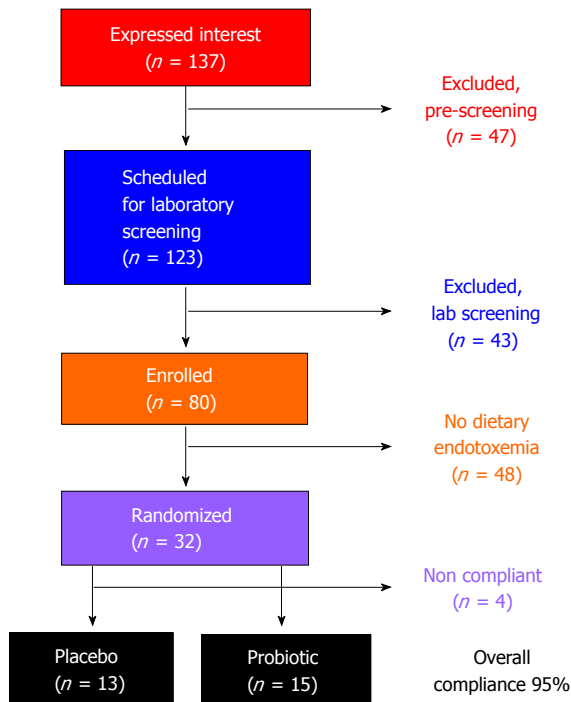 Expressed interest
(n = 137)
Excluded,
pre-screening
(n = 47)
Scheduled
for laboratory
screening
(n = 123)
Excluded,
lab screening
(n = 43)
Enrolled
(n = 80)
No dietary
endotoxemia
(n = 48)
Randomized
(n = 32)
Non compliant
(n = 4)
Placebo
(n = 13)
Probiotic
(n = 15)
Overall
compliance 95%